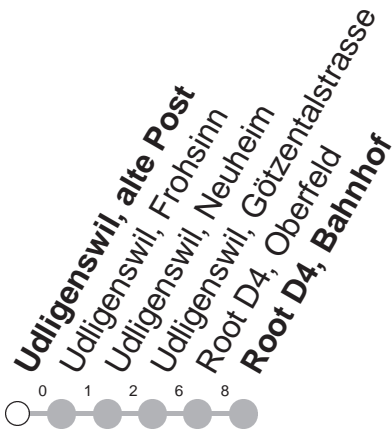 Udligenswil, alte Post
Udligenswil, Frohsinn
Udligenswil, Neuheim
Udligenswil, Götzentalstrasse
Root D4, Oberfeld
Root D4, Bahnhof
0 1 2 6 8